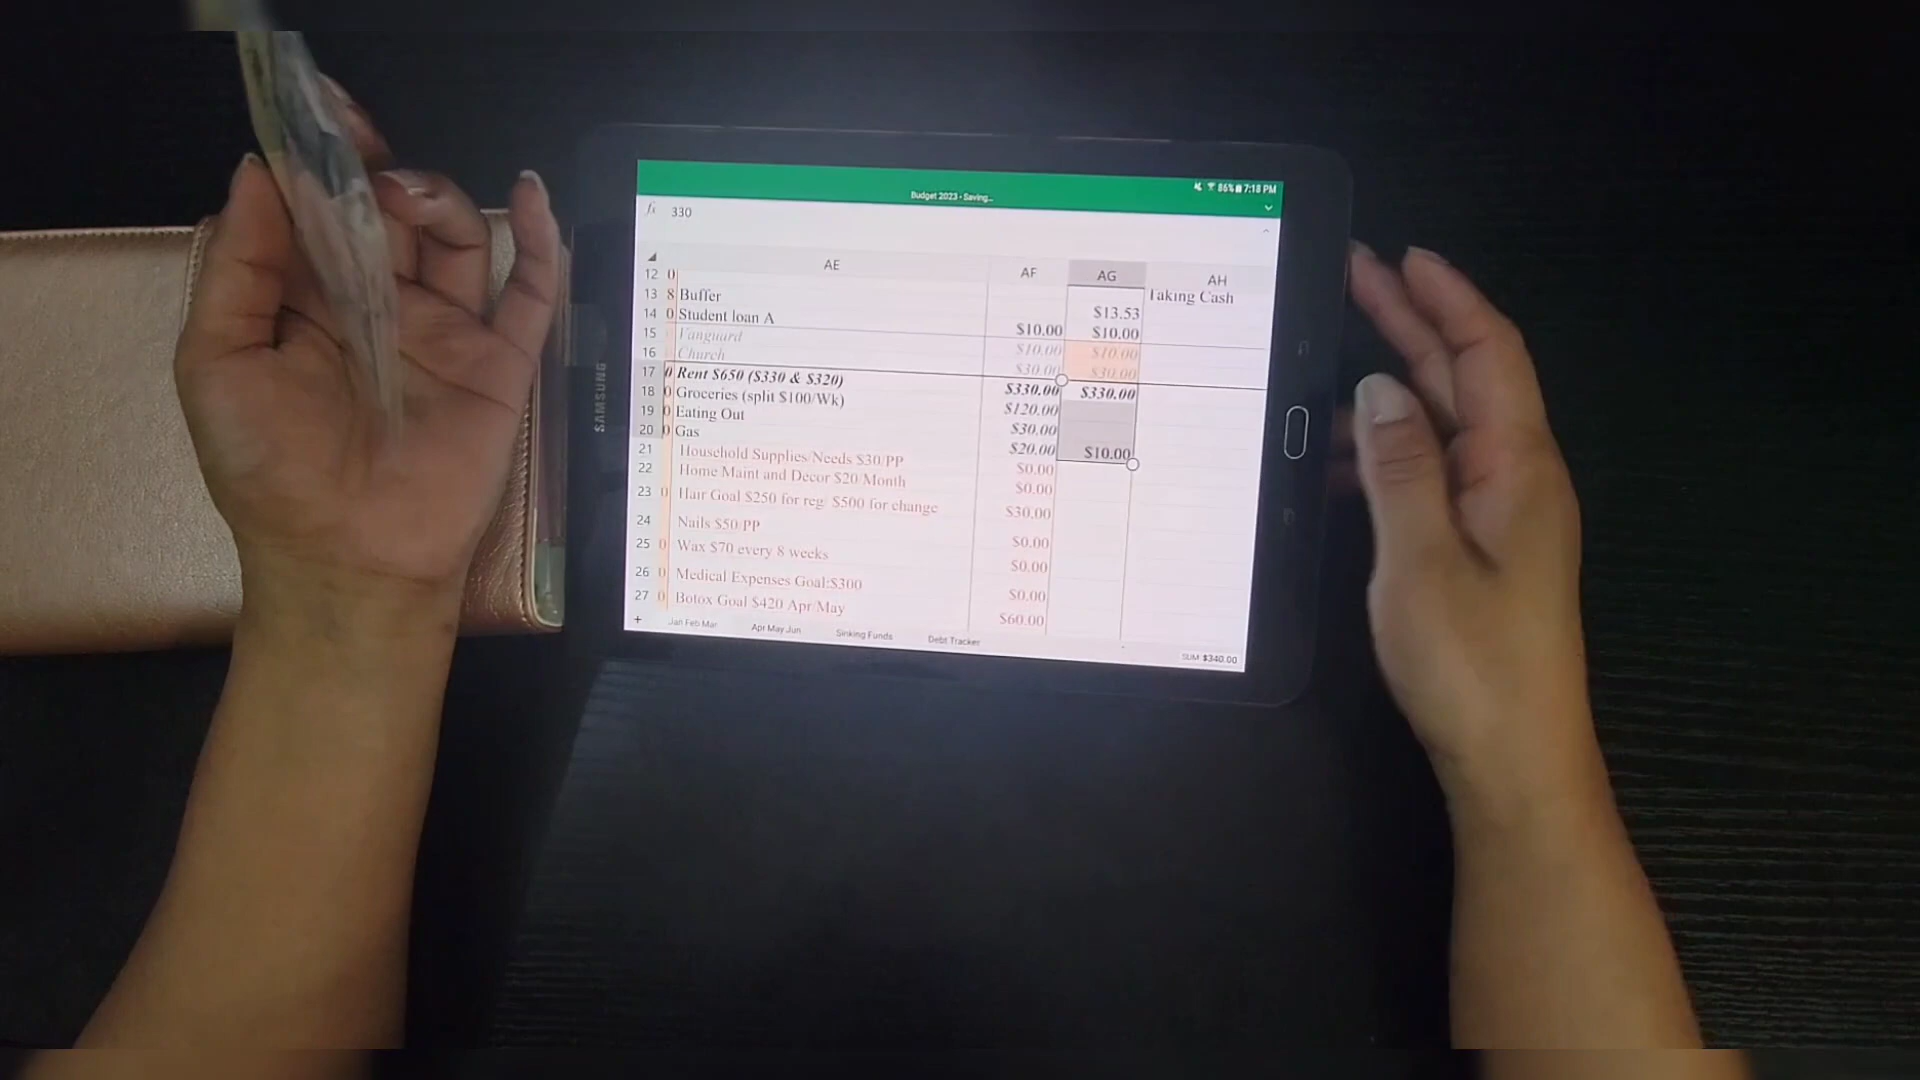 86% 7:18 PM
Budget 2023 - Saving...
fx 330
AE AF AG AH
12 0 Taking Cash
13 8 Buffer $13.53
14 0 Student loan A $10.00 $10.00
15 Vanguard $10.00 $10.00
16 Church $30.00 $30.00
17 0 Rent $650 ($330 & $320) $330.00 $330.00
18 0 Groceries (split $100/Wk) $120.00
19 0 Eating Out $30.00
20 0 Gas $20.00 $10.00
21 Household Supplies/Needs $30/PP $0.00
22 Home Maint and Decor $20 Month $0.00
23 0 Hair Goal $250 for reg/ $500 for change $30.00
24 Nails $50/PP $0.00
25 0 Wax $70 every 8 weeks $0.00
26 0 Medical Expenses Goal:$300 $0.00
27 0 Botox Goal $420 Apr/May $60.00
+ Jan Feb Mar Apr May Jun Sinking Funds Debt Tracker
SUM: $340.00
SAMSUNG